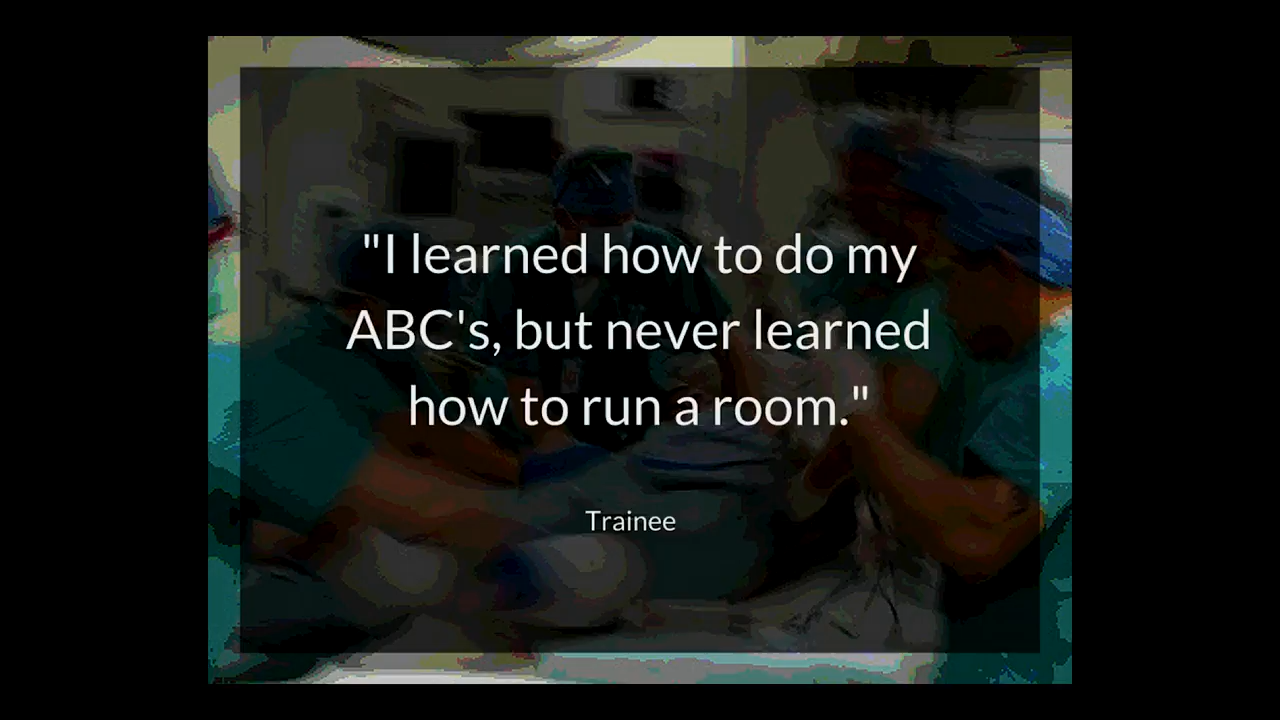 "I learned how to do my
ABC's, but never learned
how to run a room."
Trainee